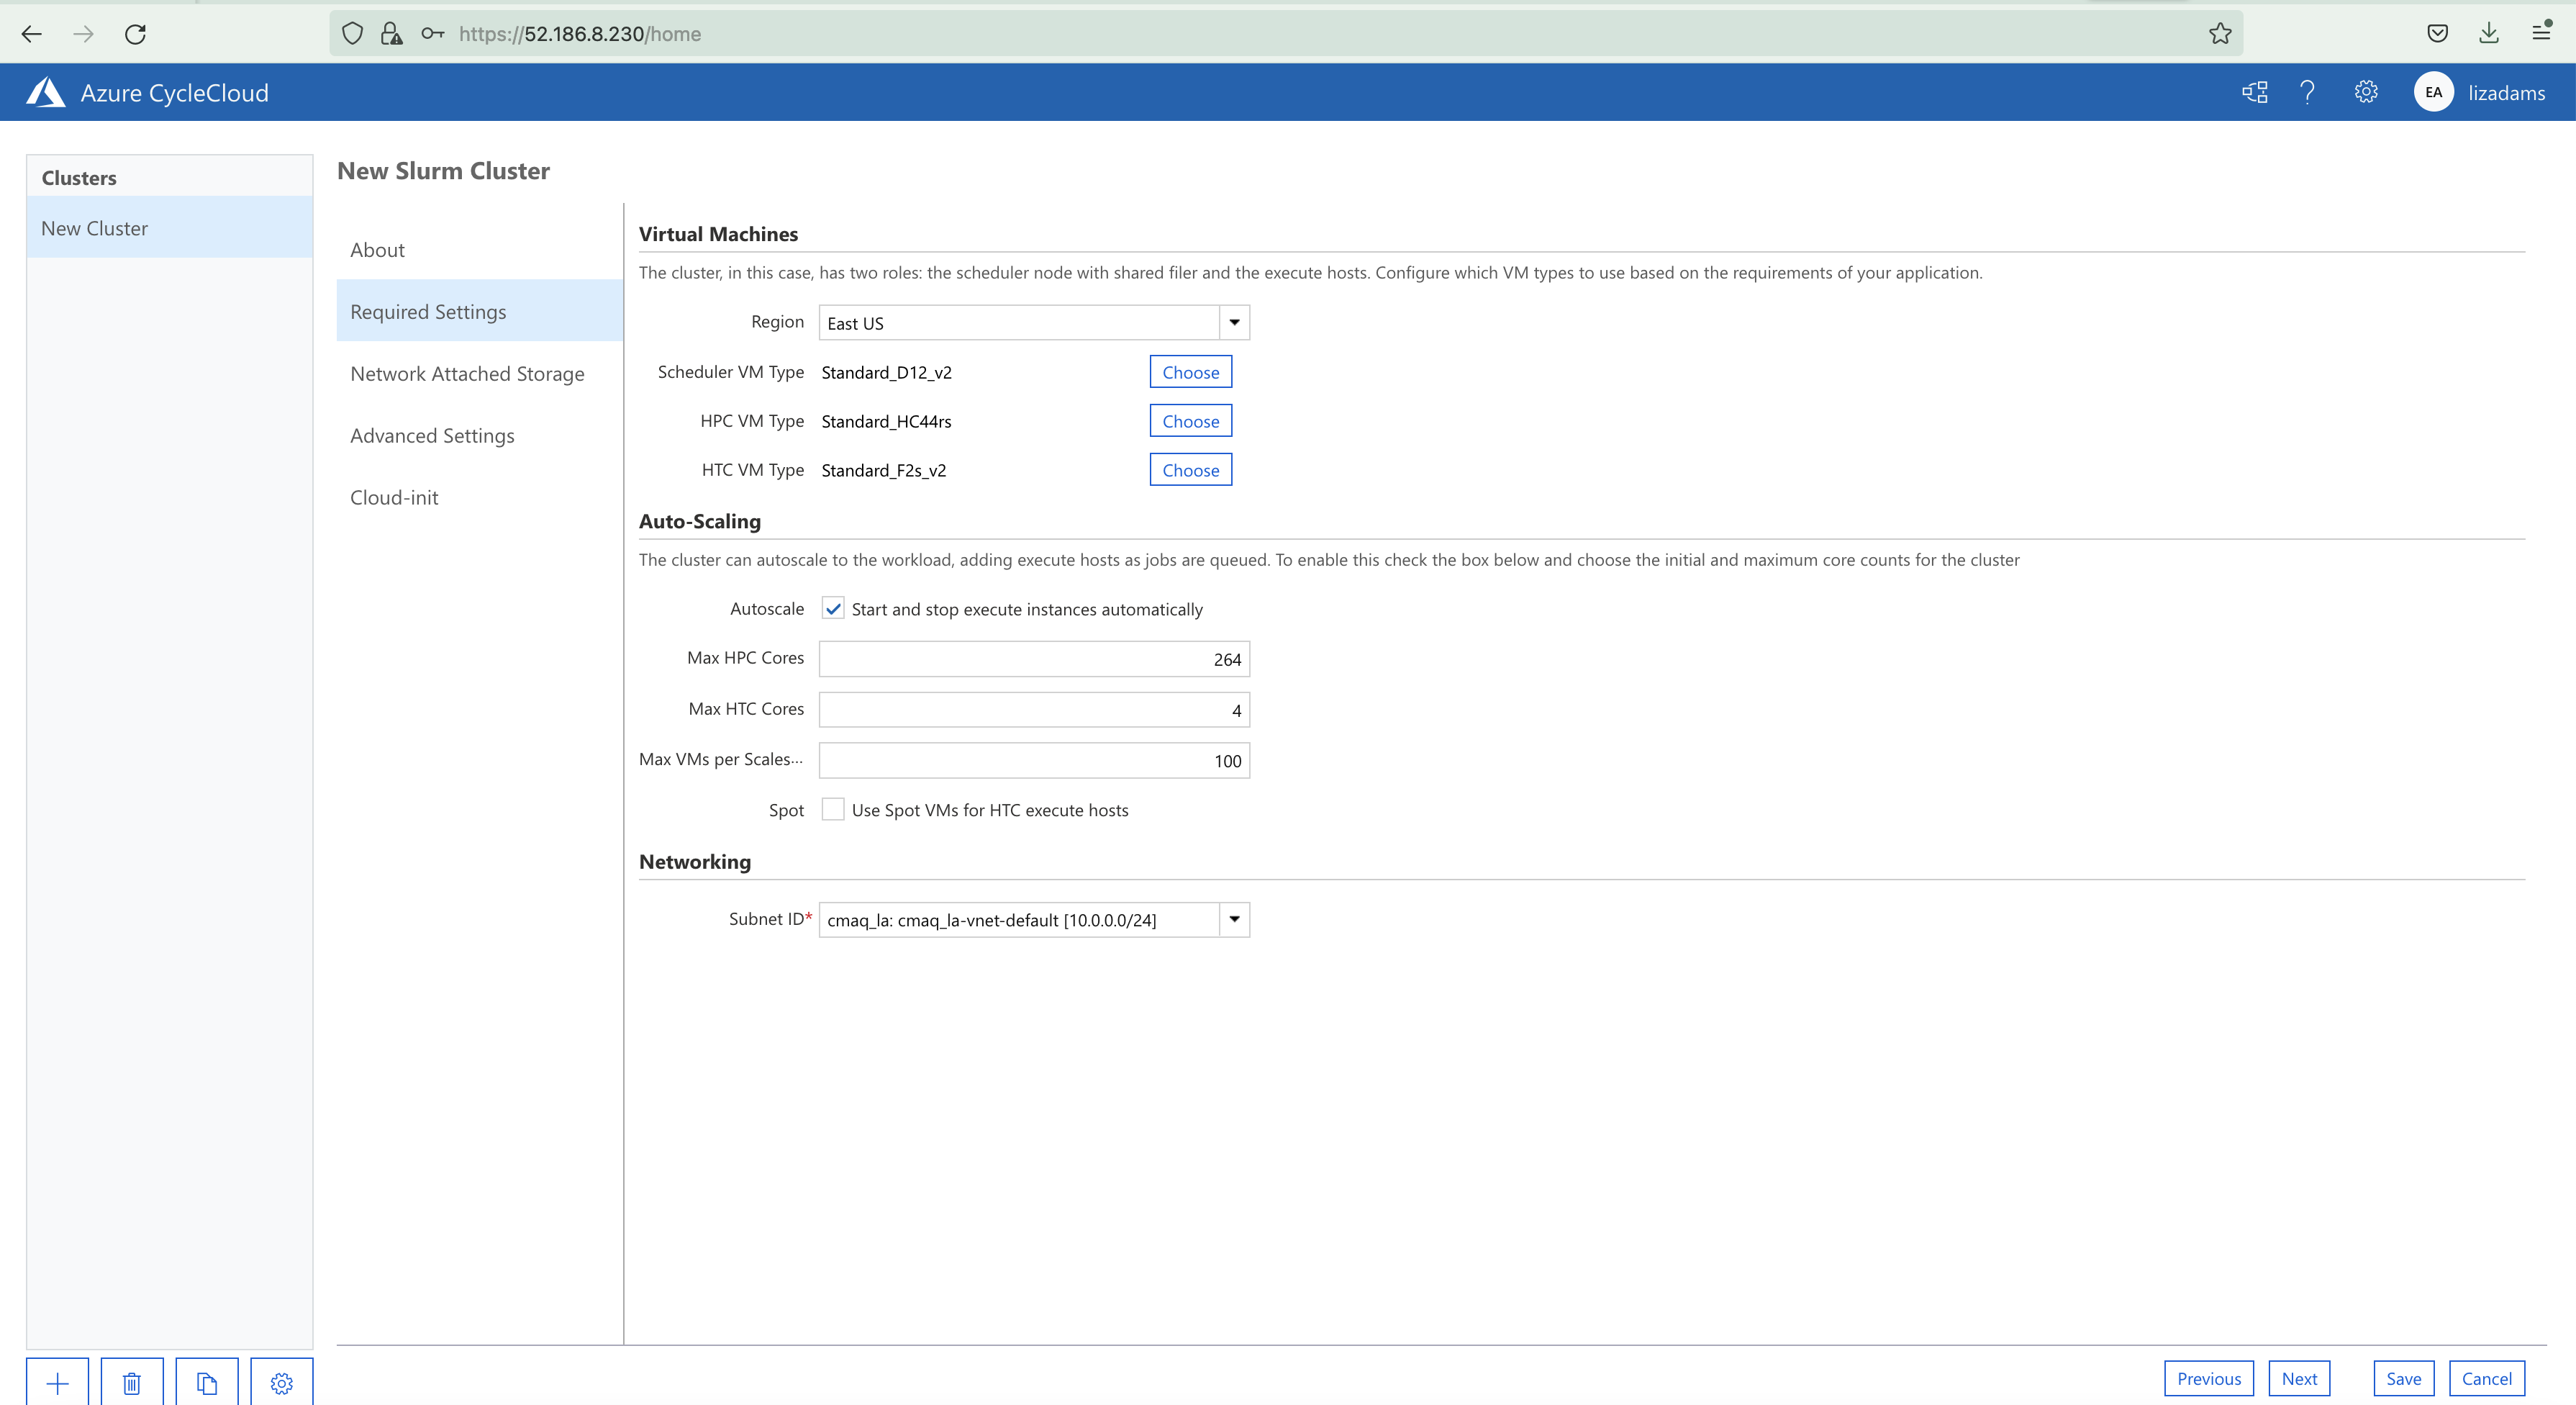 https://52.186.8.230/home
Azure CycleCloud
EA
lizadams
Clusters
New Cluster
New Slurm Cluster
About
Required Settings
Network Attached Storage
Advanced Settings
Cloud-init
Virtual Machines
The cluster, in this case, has two roles: the scheduler node with shared filer and the execute hosts. Configure which VM types to use based on the requirements of your application.
Region East US
Scheduler VM Type Standard_D12_v2 Choose
HPC VM Type Standard_HC44rs Choose
HTC VM Type Standard_F2s_v2 Choose
Auto-Scaling
The cluster can autoscale to the workload, adding execute hosts as jobs are queued. To enable this check the box below and choose the initial and maximum core counts for the cluster
Autoscale Start and stop execute instances automatically
Max HPC Cores 264
Max HTC Cores 4
Max VMs per Scales... 100
Spot Use Spot VMs for HTC execute hosts
Networking
Subnet ID* cmaq_la: cmaq_la-vnet-default [10.0.0.0/24]
Previous Next Save Cancel